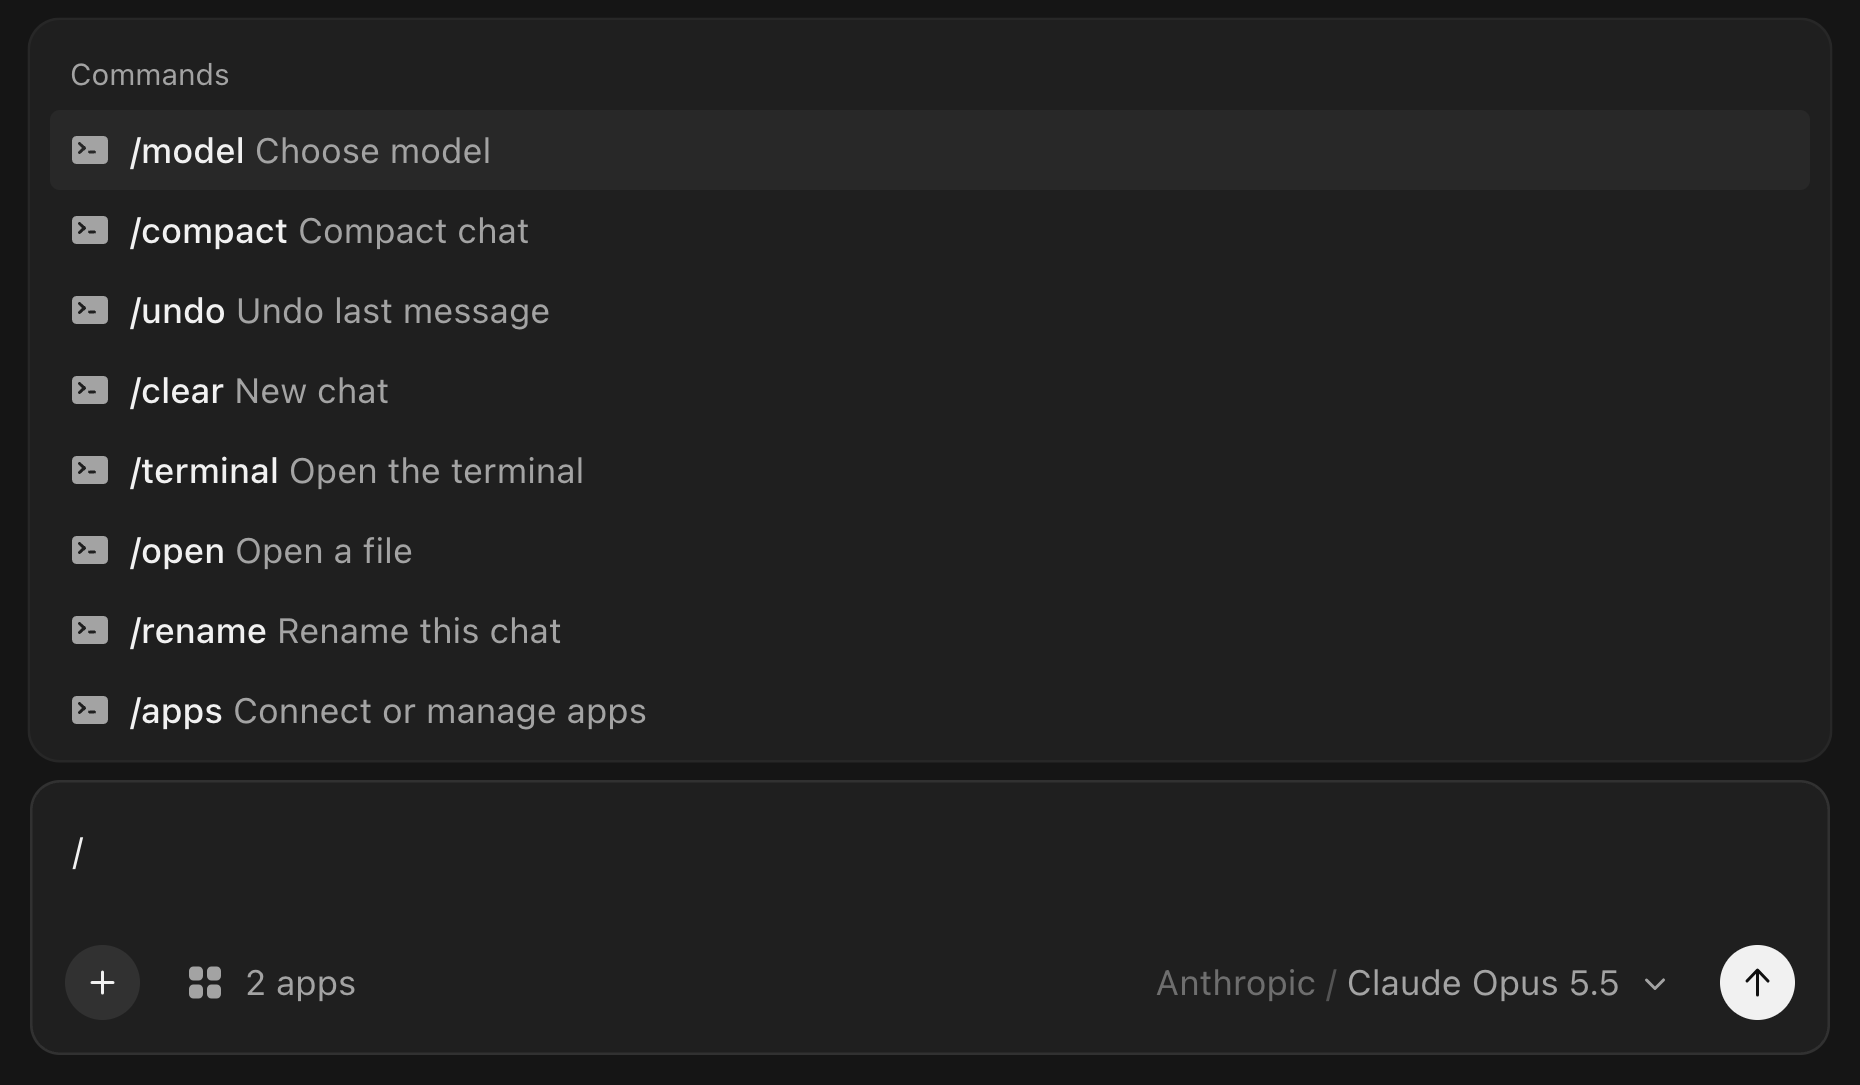 Commands
/model Choose model
/compact Compact chat
/undo Undo last message
/clear New chat
/terminal Open the terminal
/open Open a file
/rename Rename this chat
/apps Connect or manage apps
/
2 apps
Anthropic / Claude Opus 5.5